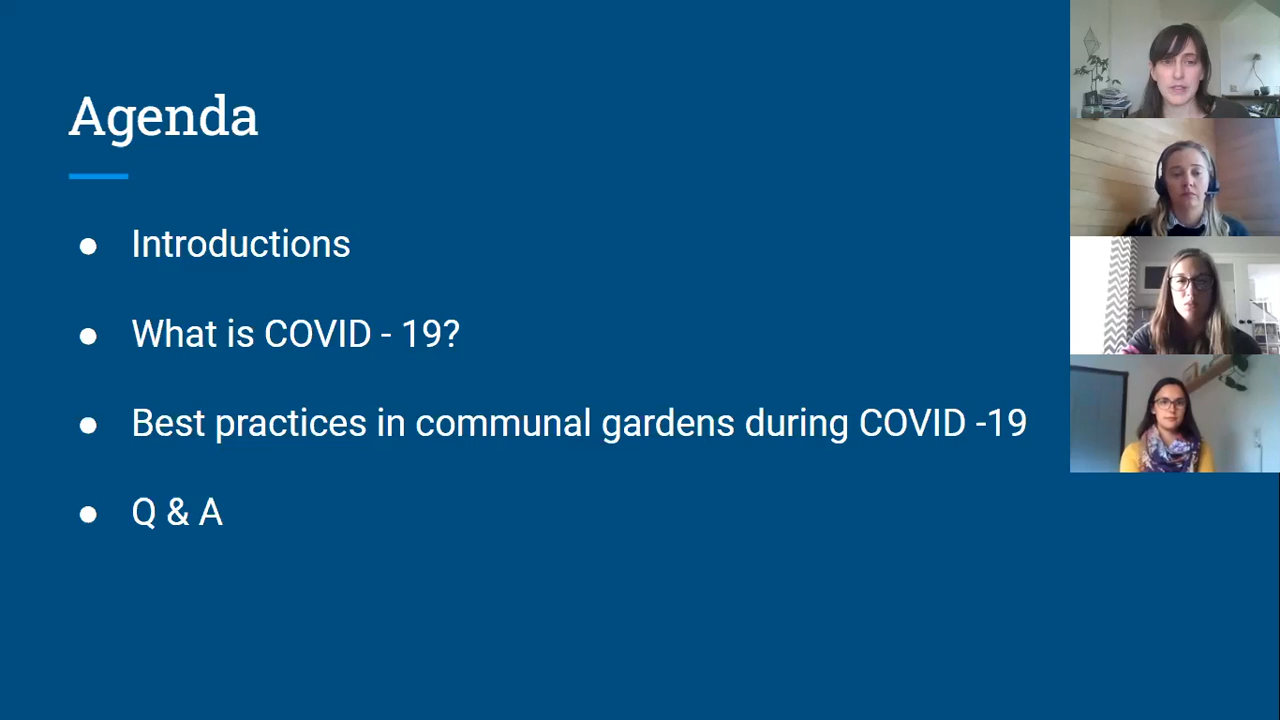 Agenda
● Introductions
● What is COVID - 19?
● Best practices in communal gardens during COVID -19
● Q & A